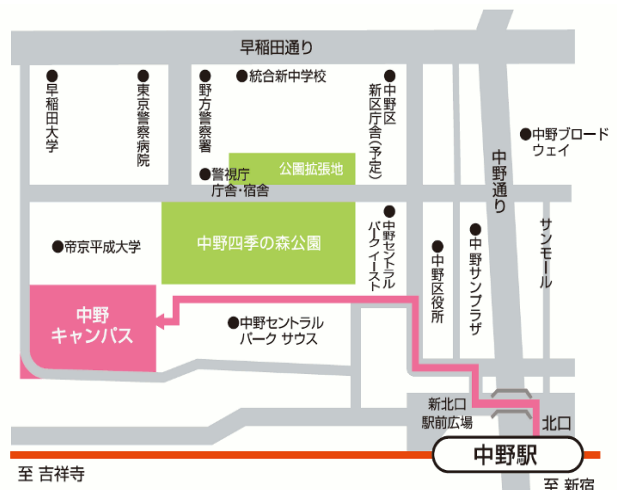 早稲田通り
早稲田大学
東京警察病院
野方警察署
統合新中学校
中野区
新区庁舎(予定)
中野ブロード
ウェイ
中野通り
警視庁
庁舎・宿舎
公園拡張地
サンモール
帝京平成大学
中野四季の森公園
中野セントラル
パーク イースト
中野区役所
中野サンプラザ
中野
キャンパス
中野セントラル
パーク サウス
新北口
駅前広場
北口
中野駅
至 吉祥寺
至 新宿